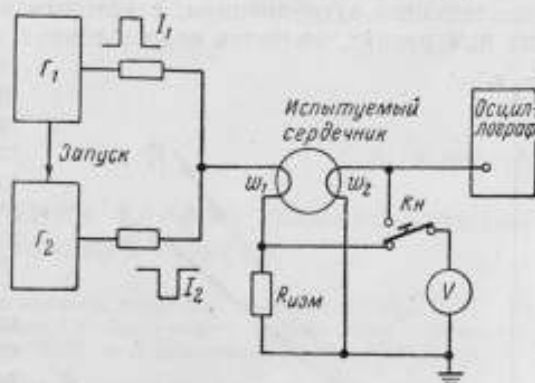 I₁
Г₁
Запуск
Г₂
I₂
Испытуемый
сердечник
w₁
w₂
Rизм
Кн
V
Осцил-
лограф